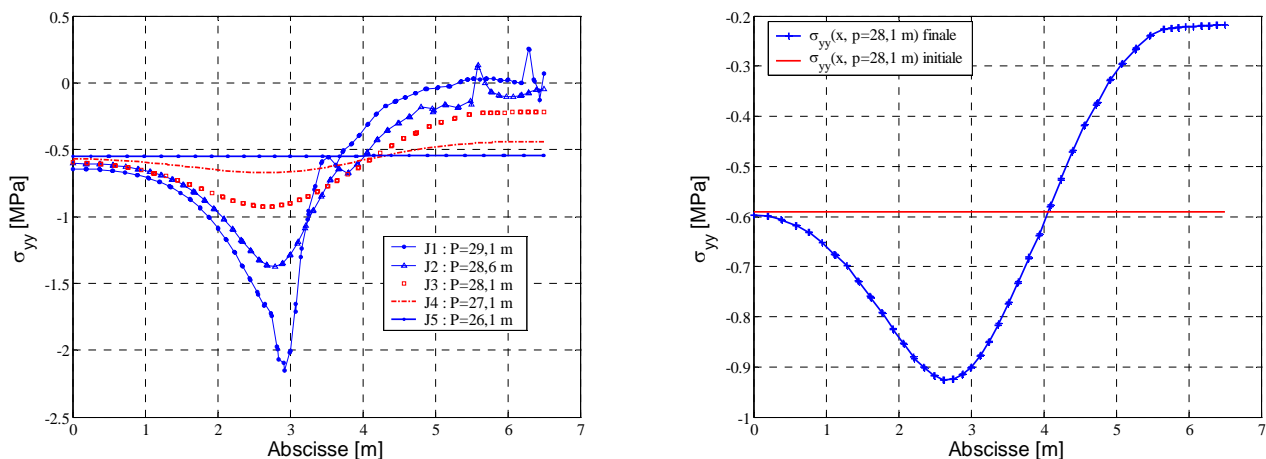 0.5
0
-0.5
-1
-1.5
-2
-2.5
σyy [MPa]
J1 : P=29,1 m
J2 : P=28,6 m
J3 : P=28,1 m
J4 : P=27,1 m
J5 : P=26,1 m
0 1 2 3 4 5 6 7
Abscisse [m]
-0.2
-0.3
-0.4
-0.5
-0.6
-0.7
-0.8
-0.9
-1
σyy [MPa]
σyy(x, p=28,1 m) finale
σyy(x, p=28,1 m) initiale
0 1 2 3 4 5 6 7
Abscisse [m]